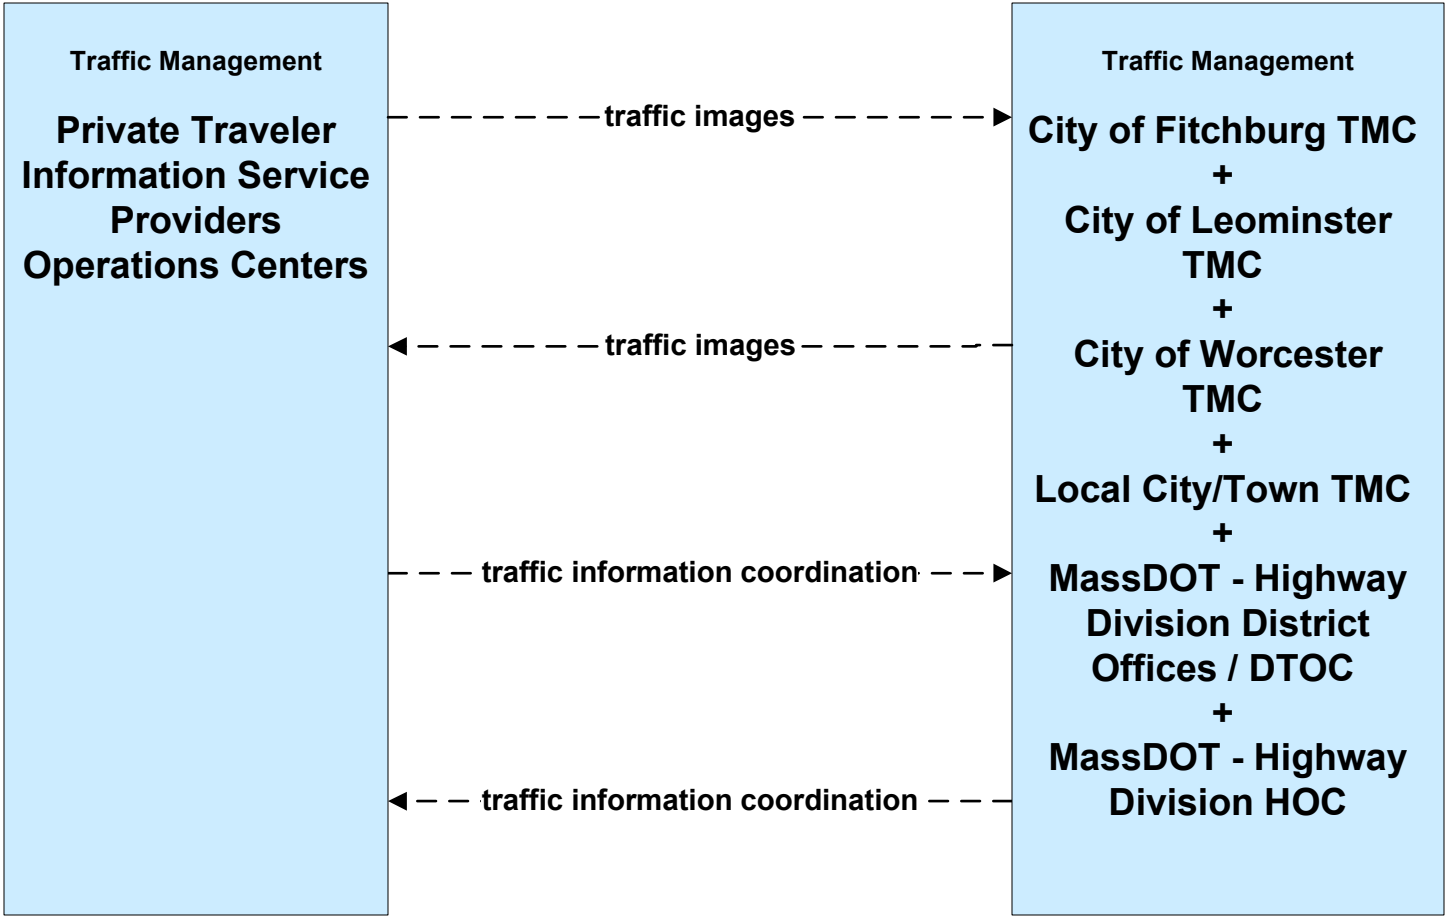 Traffic Management
Private Traveler
Information Service
Providers
Operations Centers
traffic images
traffic images
traffic information coordination
traffic information coordination
Traffic Management
City of Fitchburg TMC
+
City of Leominster
TMC
+
City of Worcester
TMC
+
Local City/Town TMC
+
MassDOT - Highway
Division District
Offices / DTOC
+
MassDOT - Highway
Division HOC